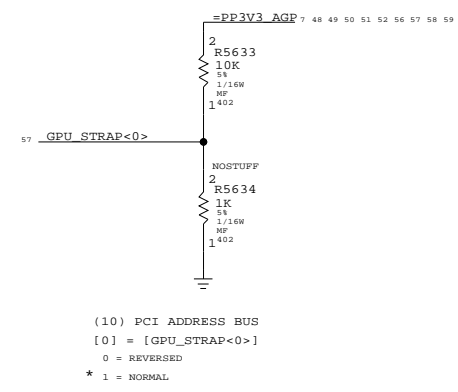 =PP3V3_AGP 7 48 49 50 51 52 56 57 58 59
2
R5633
10K
5%
1/16W
MF
402
1
57 GPU_STRAP<0>
NOSTUFF
2
R5634
1K
5%
1/16W
MF
402
1
(10) PCI ADDRESS BUS
[0] = [GPU_STRAP<0>]
0 = REVERSED
* 1 = NORMAL